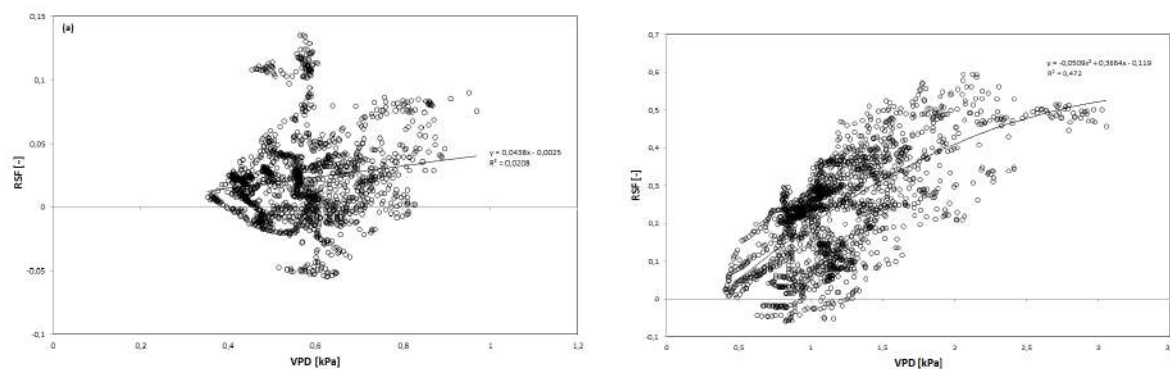 (a)
RSF [-]
0,15
0,1
0,05
0
-0,05
-0,1
y = 0,0438x - 0,0025
R² = 0,0208
0 0,2 0,4 0,6 0,8 1 1,2
VPD [kPa]
RSF [-]
0,7
0,6
0,5
0,4
0,3
0,2
0,1
0
-0,1
y = -0,0509x² + 0,3864x - 0,119
R² = 0,472
0 0,5 1 1,5 2 2,5 3
VPD [kPa]